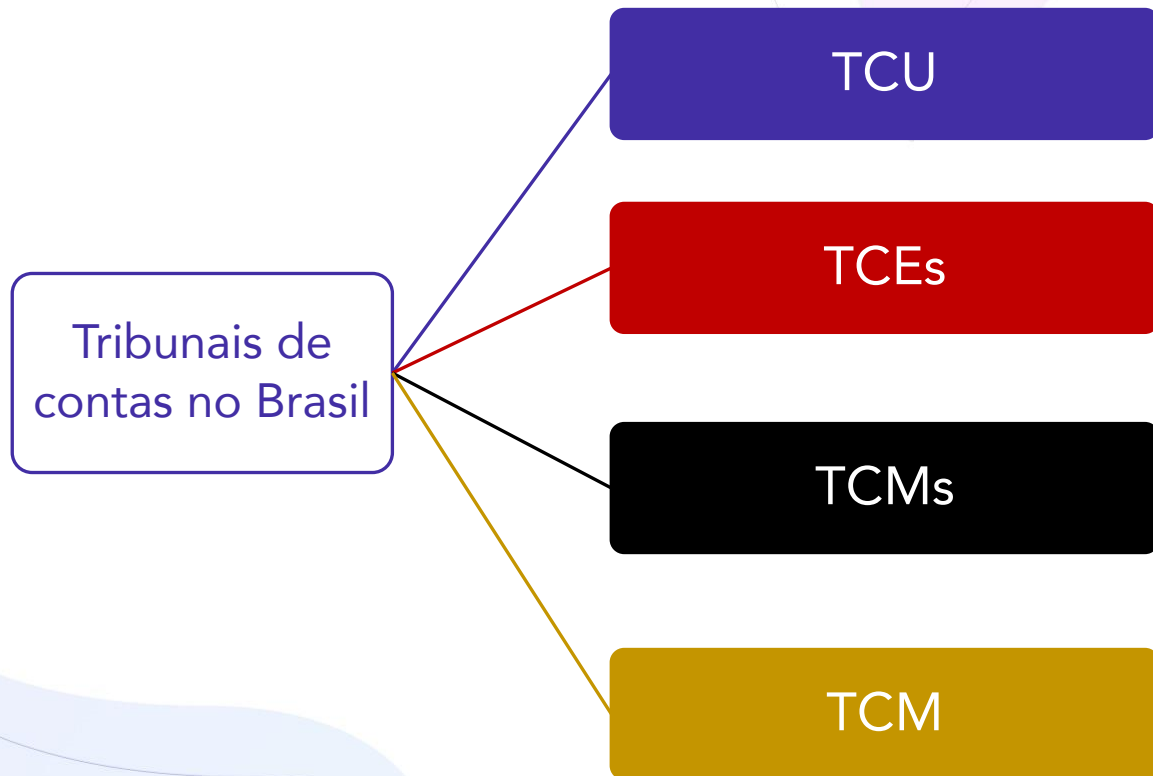 TCU
TCEs
Tribunais de
contas no Brasil
TCMs
TCM